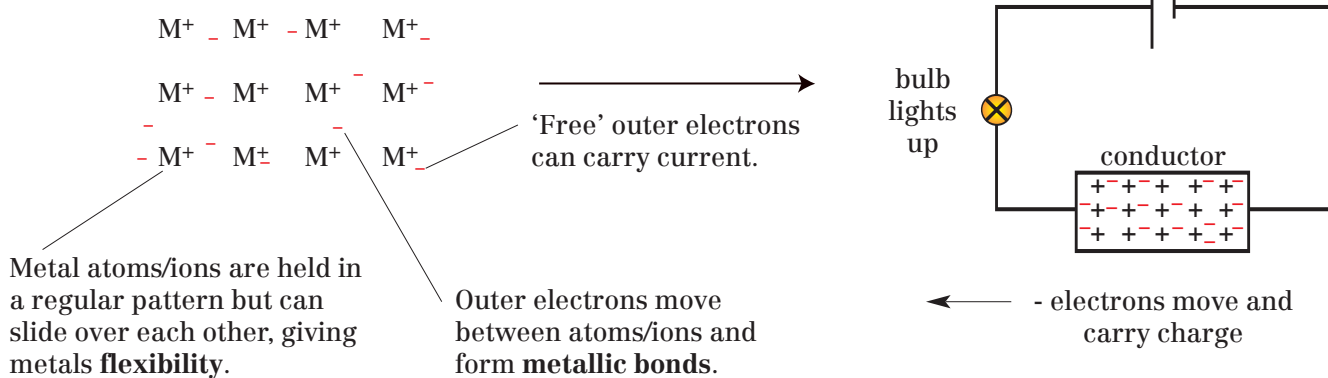 M⁺ M⁺ M⁺ M⁺
M⁺ M⁺ M⁺ M⁺
M⁺ M⁺ M⁺ M⁺
'Free' outer electrons
can carry current.
Metal atoms/ions are held in
a regular pattern but can
slide over each other, giving
metals flexibility.
Outer electrons move
between atoms/ions and
form metallic bonds.
bulb
lights
up
conductor
+ + + + +
+ + + + +
+ + + + +
- electrons move and
carry charge